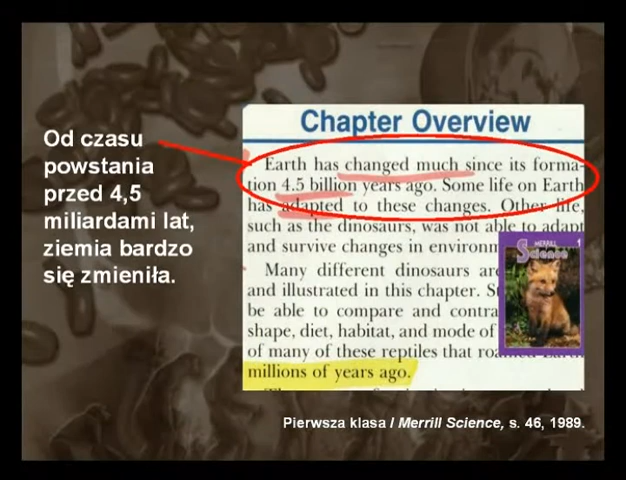 Od czasu
powstania
przed 4,5
miliardami lat,
ziemia bardzo
się zmieniła.
Chapter Overview
Earth has changed much since its forma-
tion 4.5 billion years ago. Some life on Earth
has adapted to these changes. Other life,
such as the dinosaurs, was not able to adapt
and survive changes in environm
Many different dinosaurs are
and illustrated in this chapter. St
be able to compare and contra
shape, diet, habitat, and mode of
of many of these reptiles that roamed Earth
millions of years ago.
MERRILL 1
Science
Pierwsza klasa / Merrill Science, s. 46, 1989.